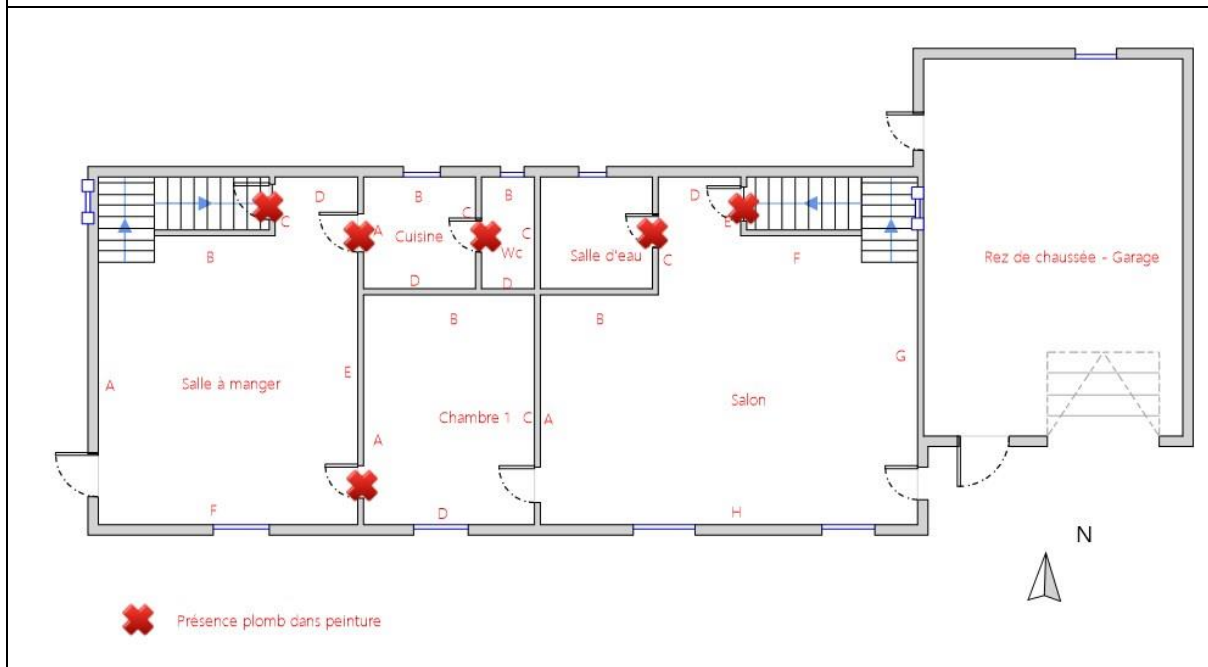 D
B
B
D
C
C
A
Cuisine
C
Wc
Salle d'eau
C
E
F
Rez de chaussée - Garage
B
D
D
B
B
G
A
Salle à manger
E
Salon
Chambre 1
C
A
A
F
D
H
N
Présence plomb dans peinture